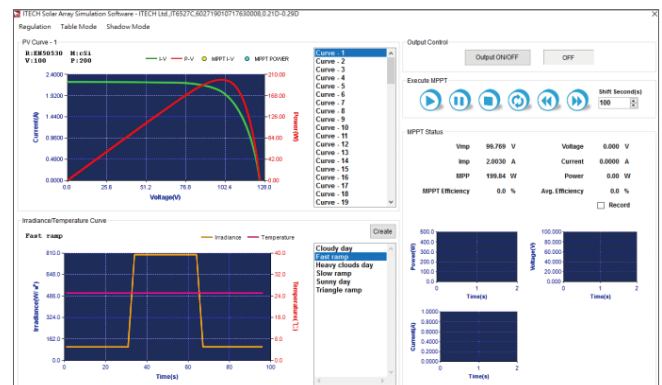 ITECH Solar Array Simulation Software - ITECH Ltd.,IT6527C,602719010717630008,0.21D-0.29D
Regulation Table Mode Shadow Mode
PV Curve - 1
R:EN50530 M:cSi
V:100 P:200
I-V P-V MPPT I-V MPPT POWER
2.4000
1.9200
1.4400
0.9600
0.4800
0.0000
Current(A)
210.00
168.00
126.00
84.00
42.00
0.00
Power(W)
0.0 25.6 51.2 76.8 102.4 128.0
Voltage(V)
Curve - 1
Curve - 2
Curve - 3
Curve - 4
Curve - 5
Curve - 6
Curve - 7
Curve - 8
Curve - 9
Curve - 10
Curve - 11
Curve - 12
Curve - 13
Curve - 14
Curve - 15
Curve - 16
Curve - 17
Curve - 18
Curve - 19
Output Control
Output ON/OFF OFF
Execute MPPT
Shift Second(s)
100
MPPT Status
Vmp 99.769 V Voltage 0.000 V
Imp 2.0030 A Current 0.0000 A
MPP 199.84 W Power 0.00 W
MPPT Efficiency 0.0 % Avg. Efficiency 0.0 %
Record
Irradiance/Temperature Curve
Fast ramp
Irradiance Temperature
Create
810.0
648.0
486.0
324.0
162.0
0.0
40.0
32.0
24.0
16.0
8.0
0.0
Temperature(℃)
0 20 40 60 80 100
Time(s)
Cloudy day
Fast ramp
Heavy clouds day
Slow ramp
Sunny day
Triangle ramp
500.0
400.0
300.0
200.0
100.0
0.0
Power(W)
0 1 2
Time(s)
100.000
80.000
60.000
40.000
20.000
0.000
Voltage(V)
0 1 2
Time(s)
1.0000
0.8000
0.6000
0.4000
0.2000
0.0000
Current(A)
0 1 2
Time(s)